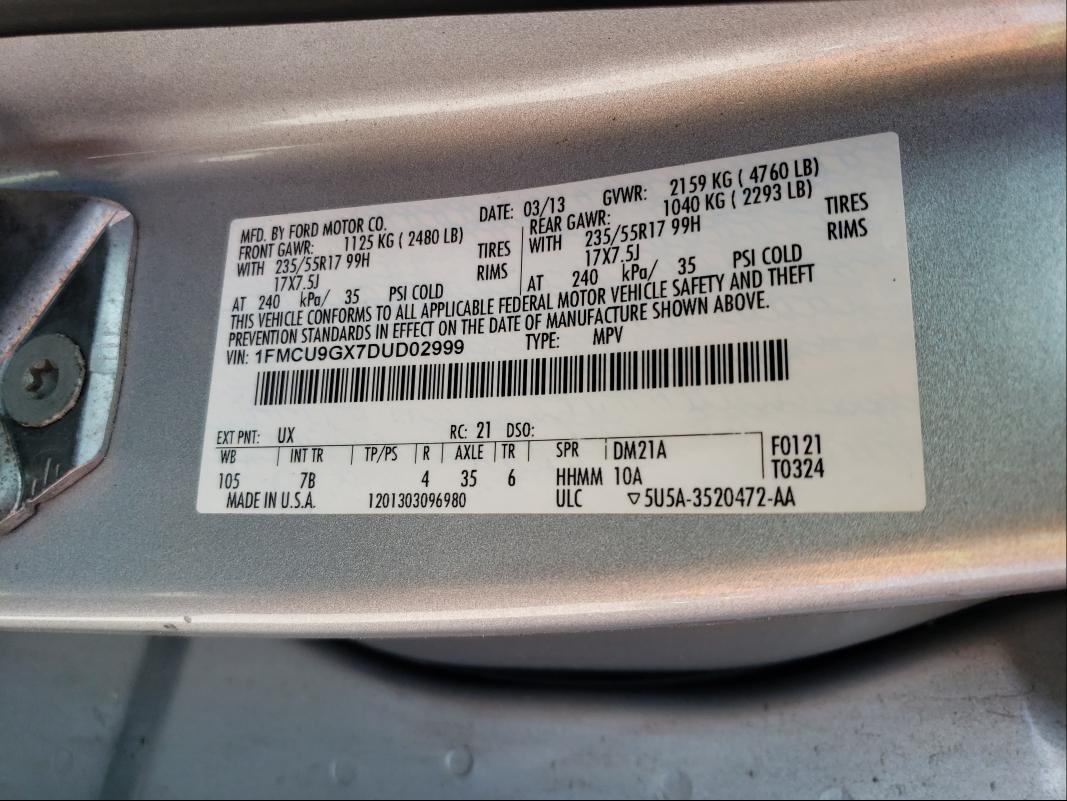 MFD. BY FORD MOTOR CO. DATE: 03/13 GVWR: 2159 KG ( 4760 LB)
FRONT GAWR: 1125 KG ( 2480 LB) REAR GAWR: 1040 KG ( 2293 LB)
WITH 235/55R17 99H TIRES WITH 235/55R17 99H TIRES
17X7.5J RIMS 17X7.5J RIMS
AT 240 kPa/ 35 PSI COLD AT 240 kPa/ 35 PSI COLD
THIS VEHICLE CONFORMS TO ALL APPLICABLE FEDERAL MOTOR VEHICLE SAFETY AND THEFT
PREVENTION STANDARDS IN EFFECT ON THE DATE OF MANUFACTURE SHOWN ABOVE.
VIN: 1FMCU9GX7DUD02999 TYPE: MPV
EXT PNT: UX RC: 21 DSO:
WB INT TR TP/PS R AXLE TR SPR DM21A F0121
105 7B 4 35 6 HHMM 10A T0324
MADE IN U.S.A. 1201303096980 ULC ▽5U5A-3520472-AA